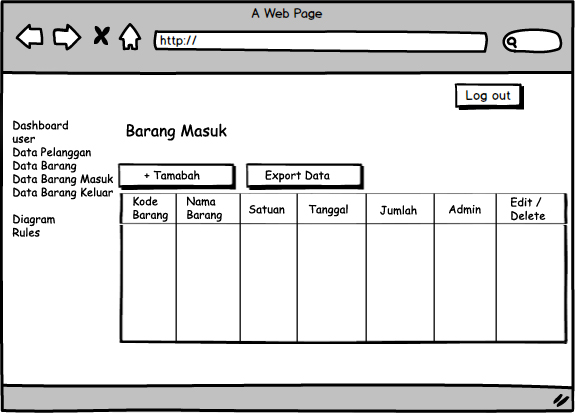 A Web Page
http://
Log out
Dashboard
user
Data Pelanggan
Data Barang
Data Barang Masuk
Data Barang Keluar
Diagram
Rules
Barang Masuk
+ Tamabah
Export Data
Kode
Barang
Nama
Barang
Satuan
Tanggal
Jumlah
Admin
Edit /
Delete